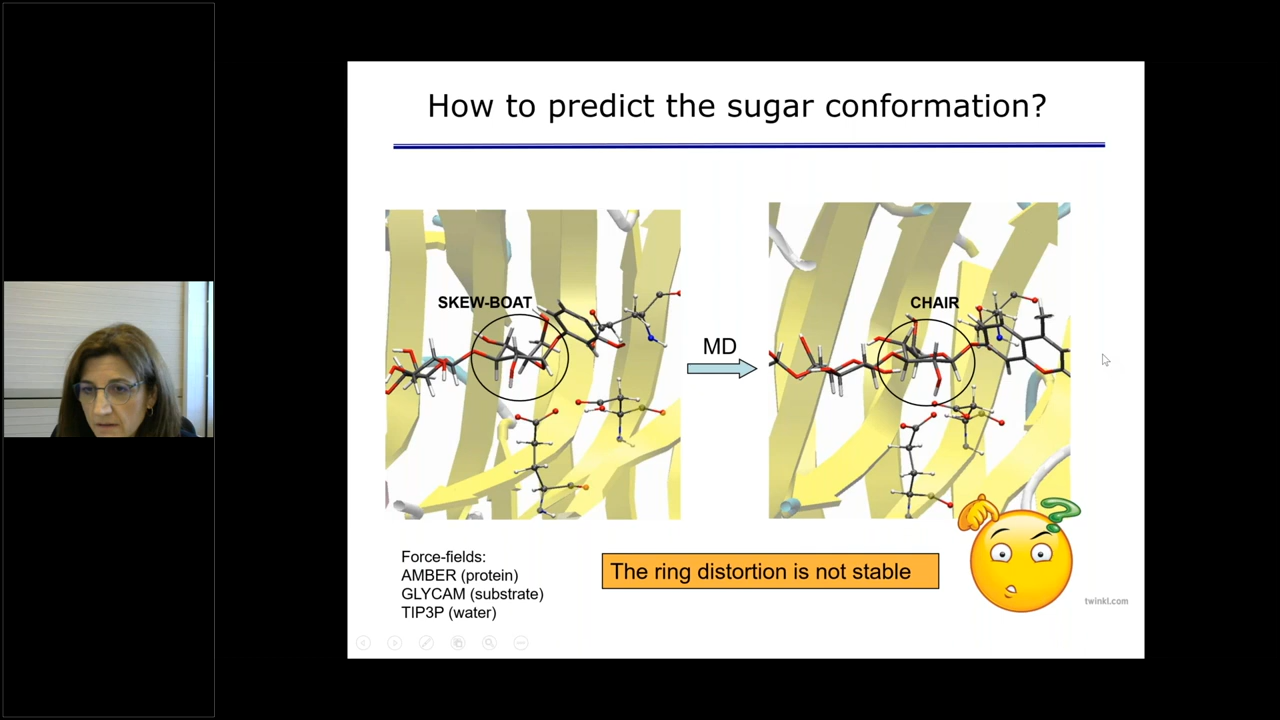 How to predict the sugar conformation?
SKEW-BOAT
CHAIR
MD
Force-fields:
AMBER (protein)
GLYCAM (substrate)
TIP3P (water)
The ring distortion is not stable
?
twinkl.com